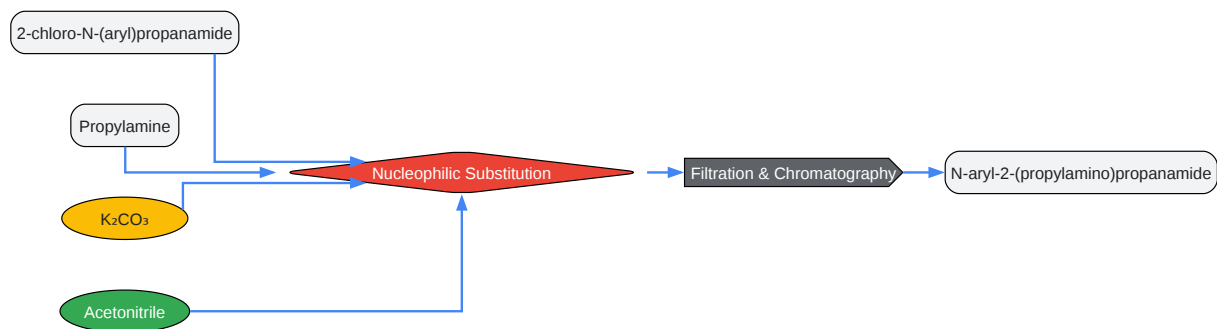 2-chloro-N-(aryl)propanamide
Propylamine
Nucleophilic Substitution
Filtration & Chromatography
N-aryl-2-(propylamino)propanamide
K₂CO₃
Acetonitrile